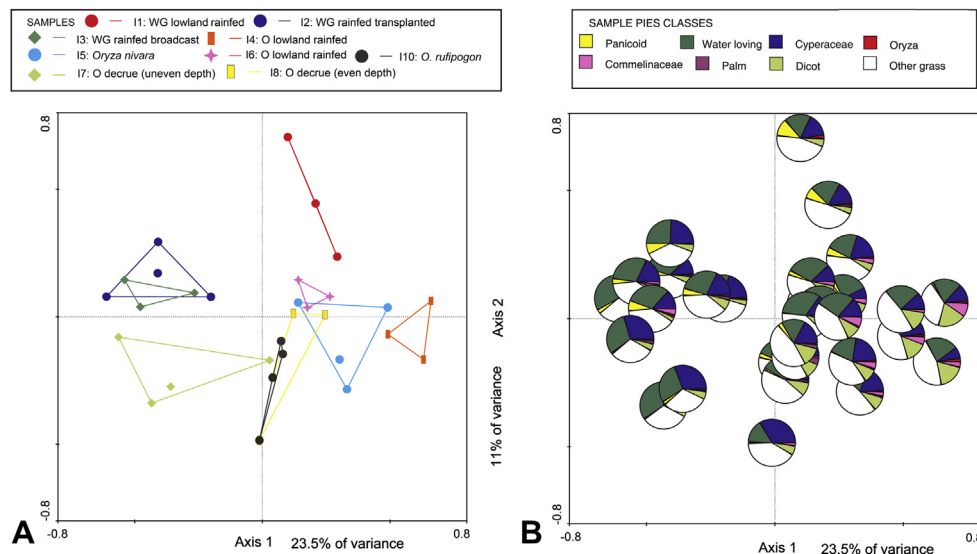 SAMPLES I1: WG lowland rainfed I2: WG rainfed transplanted
I3: WG rainfed broadcast I4: O lowland rainfed
I5: Oryza nivara I6: O lowland rainfed I10: O. rufipogon
I7: O decrue (uneven depth) I8: O decrue (even depth)
0.8
-0.8
-0.8
0.8
Axis 1 23.5% of variance
Axis 2
11% of variance
A
SAMPLE PIES CLASSES
Panicoid Water loving Cyperaceae Oryza
Commelinaceae Palm Dicot Other grass
0.8
-0.8
-0.8
0.8
Axis 1 23.5% of variance
B